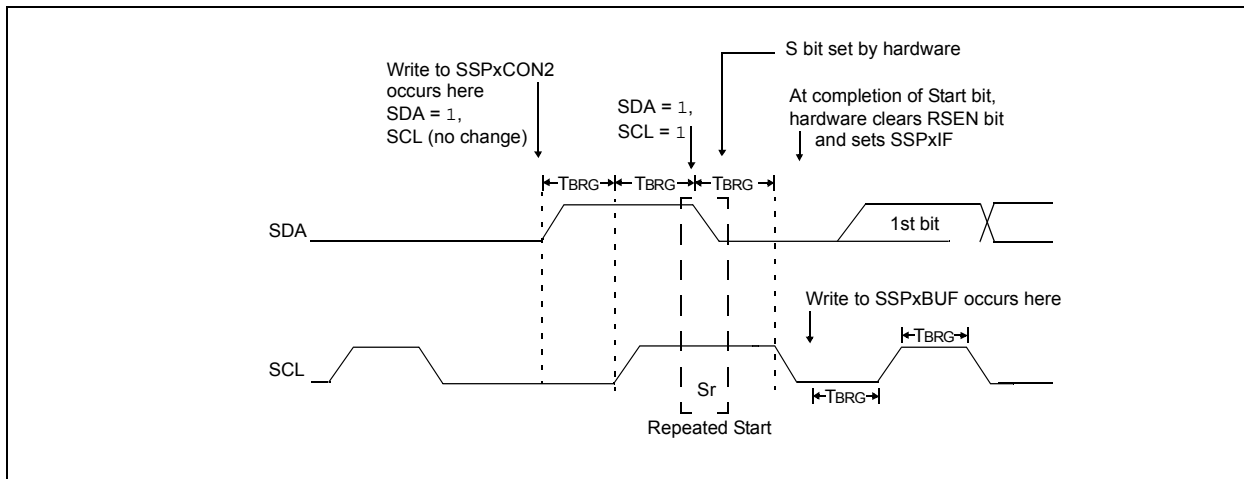 S bit set by hardware
Write to SSPxCON2
occurs here
SDA = 1,
SCL (no change)
SDA = 1,
SCL = 1
At completion of Start bit,
hardware clears RSEN bit
and sets SSPxIF
TBRG TBRG TBRG
SDA
1st bit
Write to SSPxBUF occurs here
TBRG
SCL
Sr
TBRG
Repeated Start